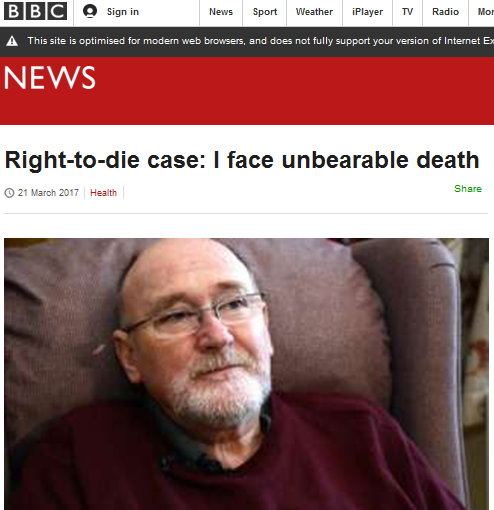 BBC Sign in News Sport Weather iPlayer TV Radio
This site is optimised for modern web browsers, and does not fully support your version of Internet
NEWS
Right-to-die case: I face unbearable death
21 March 2017 Health Share